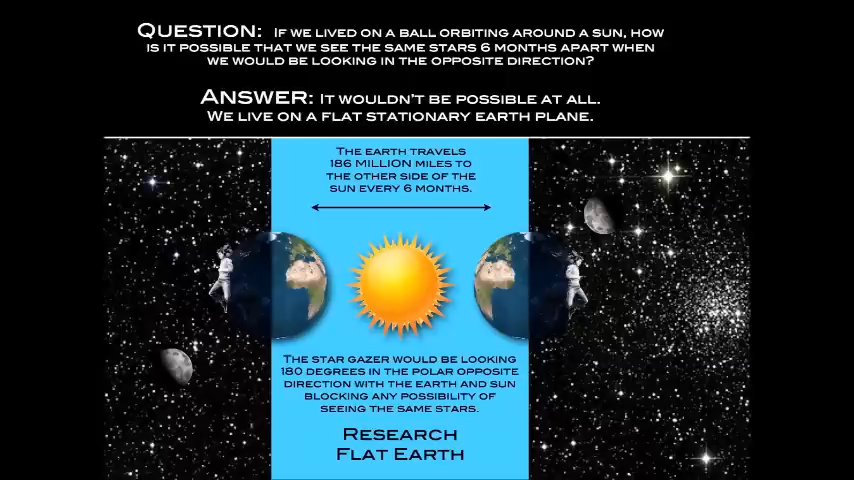 QUESTION: IF WE LIVED ON A BALL ORBITING AROUND A SUN, HOW
IS IT POSSIBLE THAT WE SEE THE SAME STARS 6 MONTHS APART WHEN
WE WOULD BE LOOKING IN THE OPPOSITE DIRECTION?
ANSWER: IT WOULDN'T BE POSSIBLE AT ALL.
WE LIVE ON A FLAT STATIONARY EARTH PLANE.
THE EARTH TRAVELS
186 MILLION MILES TO
THE OTHER SIDE OF THE
SUN EVERY 6 MONTHS.
THE STAR GAZER WOULD BE LOOKING
180 DEGREES IN THE POLAR OPPOSITE
DIRECTION WITH THE EARTH AND SUN
BLOCKING ANY POSSIBILITY OF
SEEING THE SAME STARS.
RESEARCH
FLAT EARTH